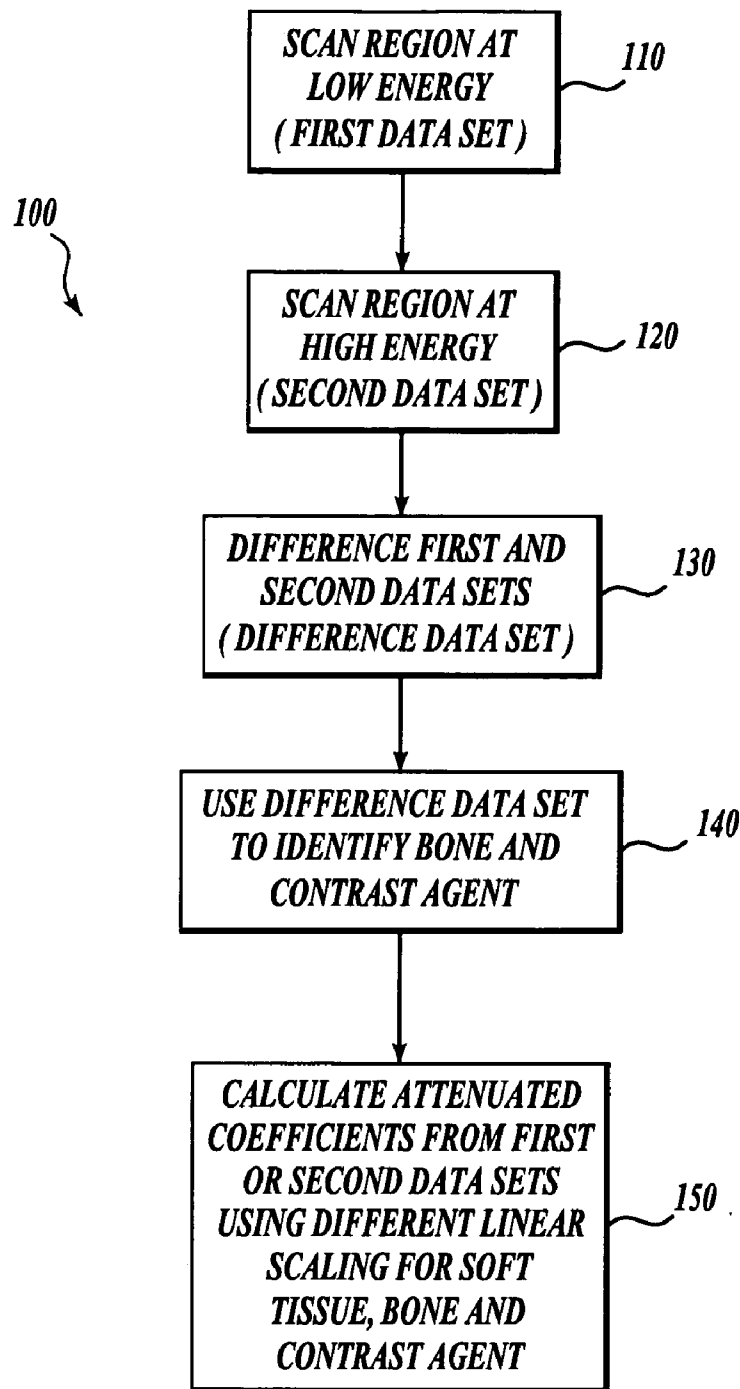 SCAN REGION AT
LOW ENERGY
( FIRST DATA SET )
110
100
SCAN REGION AT
HIGH ENERGY
( SECOND DATA SET )
120
DIFFERENCE FIRST AND
SECOND DATA SETS
( DIFFERENCE DATA SET )
130
USE DIFFERENCE DATA SET
TO IDENTIFY BONE AND
CONTRAST AGENT
140
CALCULATE ATTENUATED
COEFFICIENTS FROM FIRST
OR SECOND DATA SETS
USING DIFFERENT LINEAR
SCALING FOR SOFT
TISSUE, BONE AND
CONTRAST AGENT
150